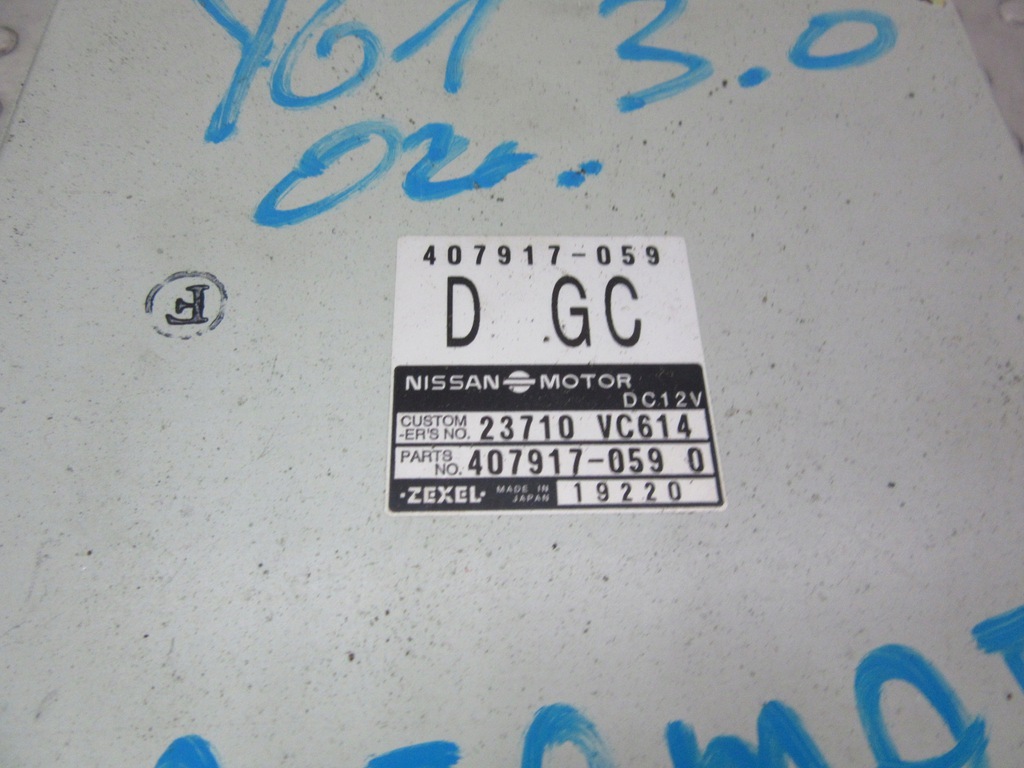 Y61 3.0
02r.
407917-059
D GC
NISSAN MOTOR
DC12V
CUSTOM
-ER'S NO. 23710 VC614
PARTS
NO. 407917-059 0
·ZEXEL· MADE IN
JAPAN 19220
F